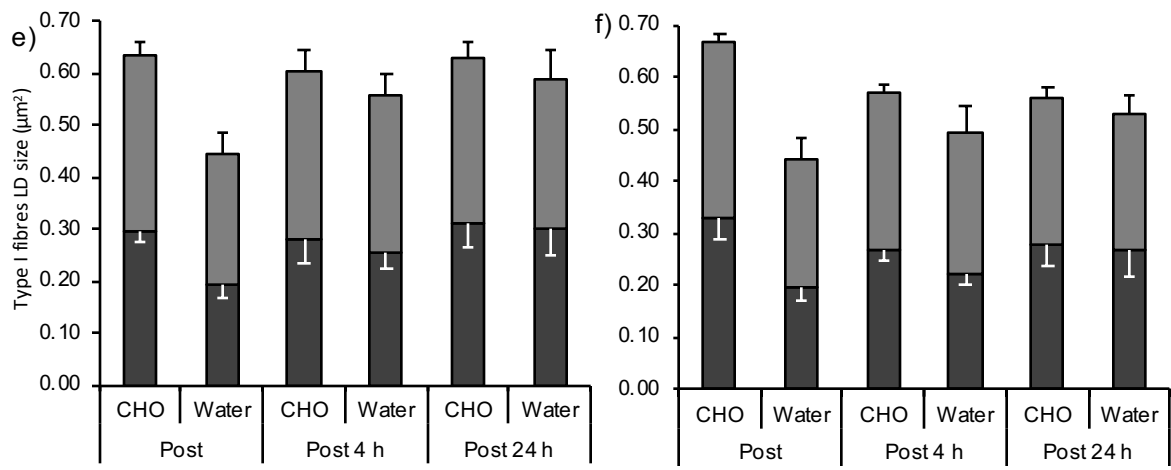 e)
Type I fibres LD size (µm²)
0.70
0.60
0.50
0.40
0.30
0.20
0.10
0.00
CHO Water CHO Water CHO Water
Post Post 4 h Post 24 h
f)
0.70
0.60
0.50
0.40
0.30
0.20
0.10
0.00
CHO Water CHO Water CHO Water
Post Post 4 h Post 24 h